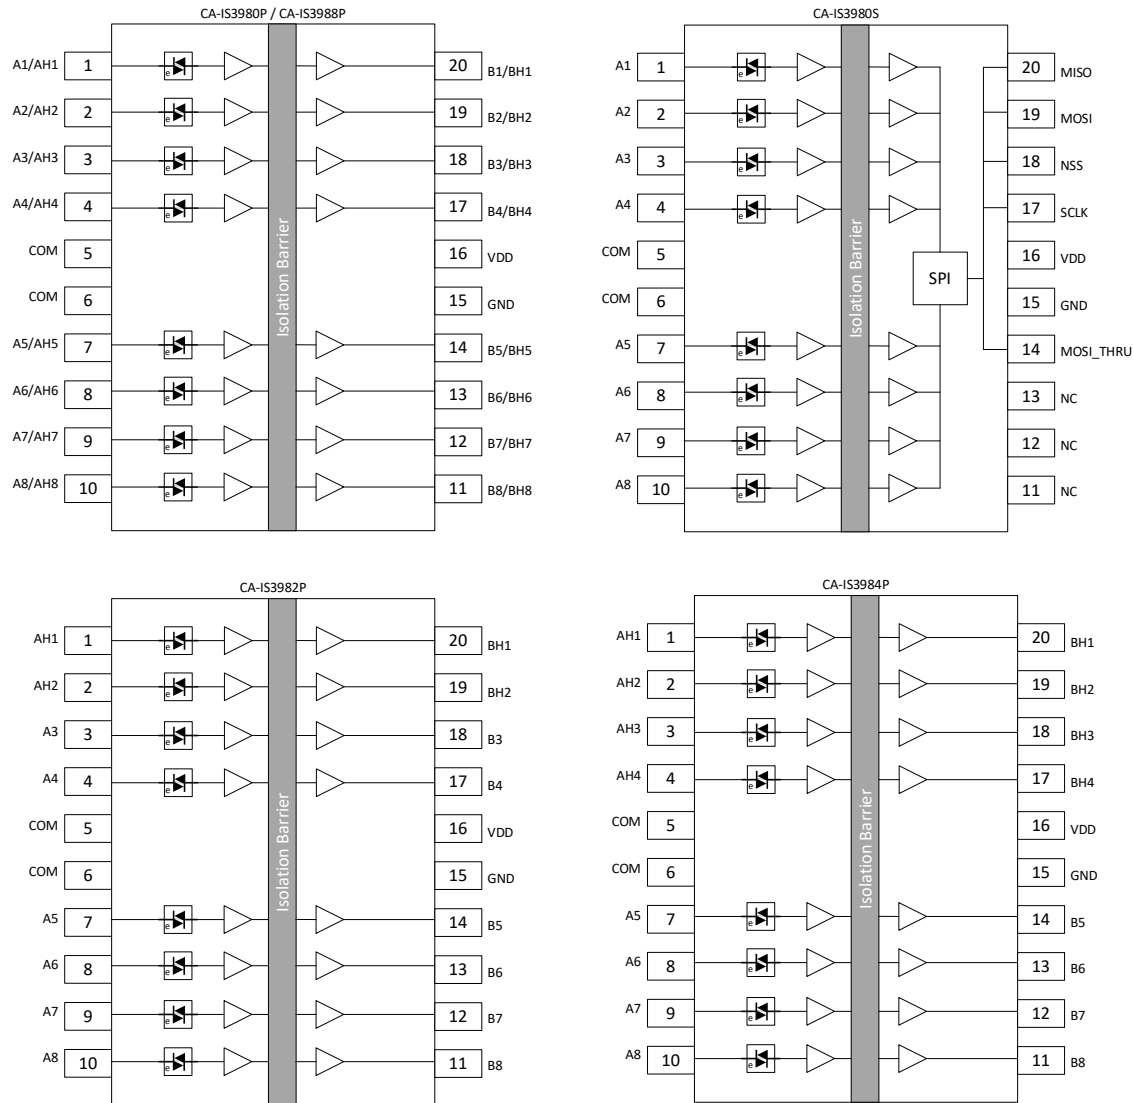 CA-IS3980P / CA-IS3988P
A1/AH1 1 e 20 B1/BH1
A2/AH2 2 e 19 B2/BH2
A3/AH3 3 e 18 B3/BH3
A4/AH4 4 e 17 B4/BH4
COM 5 16 VDD
COM 6 15 GND
Isolation Barrier
A5/AH5 7 e 14 B5/BH5
A6/AH6 8 e 13 B6/BH6
A7/AH7 9 e 12 B7/BH7
A8/AH8 10 e 11 B8/BH8
CA-IS3980S
A1 1 e 20 MISO
A2 2 e 19 MOSI
A3 3 e 18 NSS
A4 4 e 17 SCLK
COM 5 16 VDD
SPI
COM 6 15 GND
Isolation Barrier
A5 7 e 14 MOSI_THRU
A6 8 e 13 NC
A7 9 e 12 NC
A8 10 e 11 NC
CA-IS3982P
AH1 1 e 20 BH1
AH2 2 e 19 BH2
A3 3 e 18 B3
A4 4 e 17 B4
COM 5 16 VDD
COM 6 15 GND
Isolation Barrier
A5 7 e 14 B5
A6 8 e 13 B6
A7 9 e 12 B7
A8 10 e 11 B8
CA-IS3984P
AH1 1 e 20 BH1
AH2 2 e 19 BH2
AH3 3 e 18 BH3
AH4 4 e 17 BH4
COM 5 16 VDD
COM 6 15 GND
Isolation Barrier
A5 7 e 14 B5
A6 8 e 13 B6
A7 9 e 12 B7
A8 10 e 11 B8